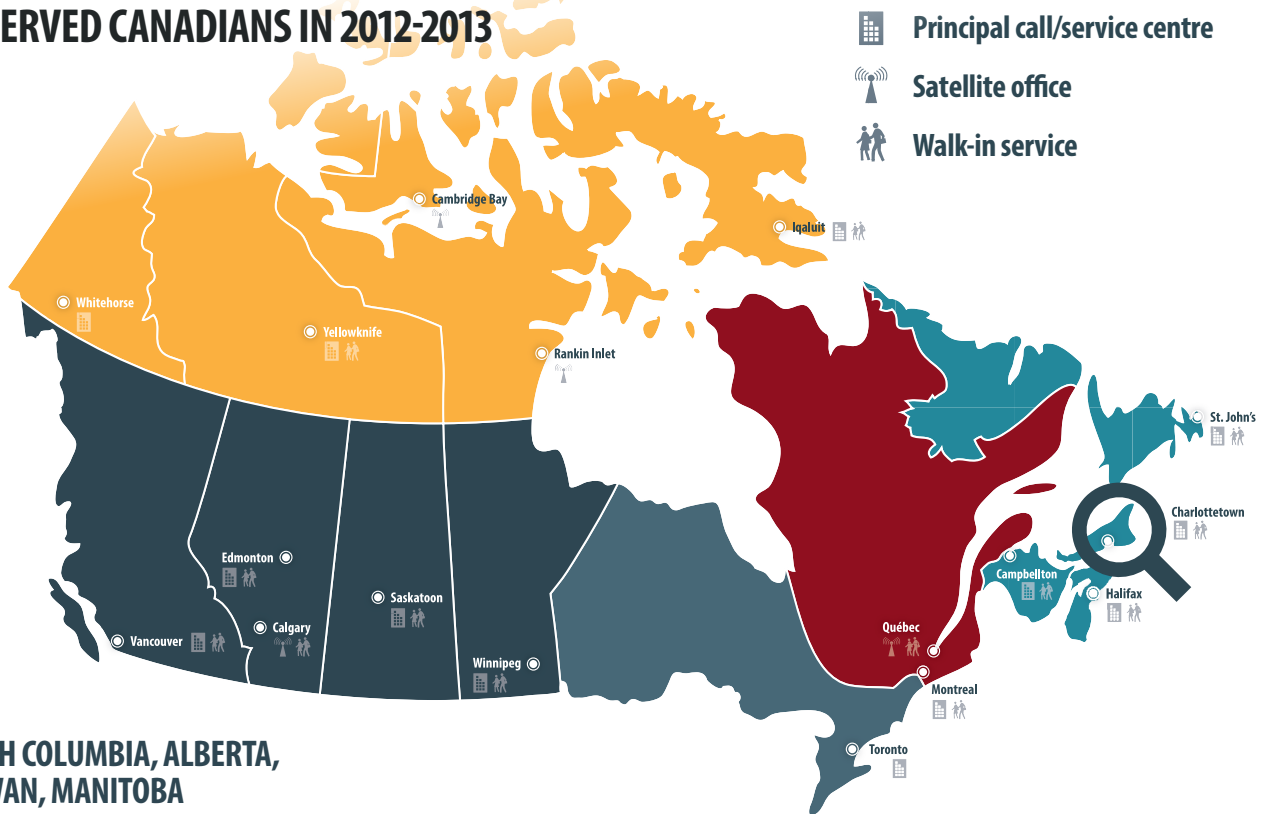 ERVED CANADIANS IN 2012-2013
Principal call/service centre
Satellite office
Walk-in service
Cambridge Bay
Iqaluit
Whitehorse
Yellowknife
Rankin Inlet
St. John's
Charlottetown
Edmonton
Campbellton
Saskatoon
Halifax
Calgary
Québec
Vancouver
Winnipeg
Montreal
Toronto
H COLUMBIA, ALBERTA,
VAN, MANITOBA